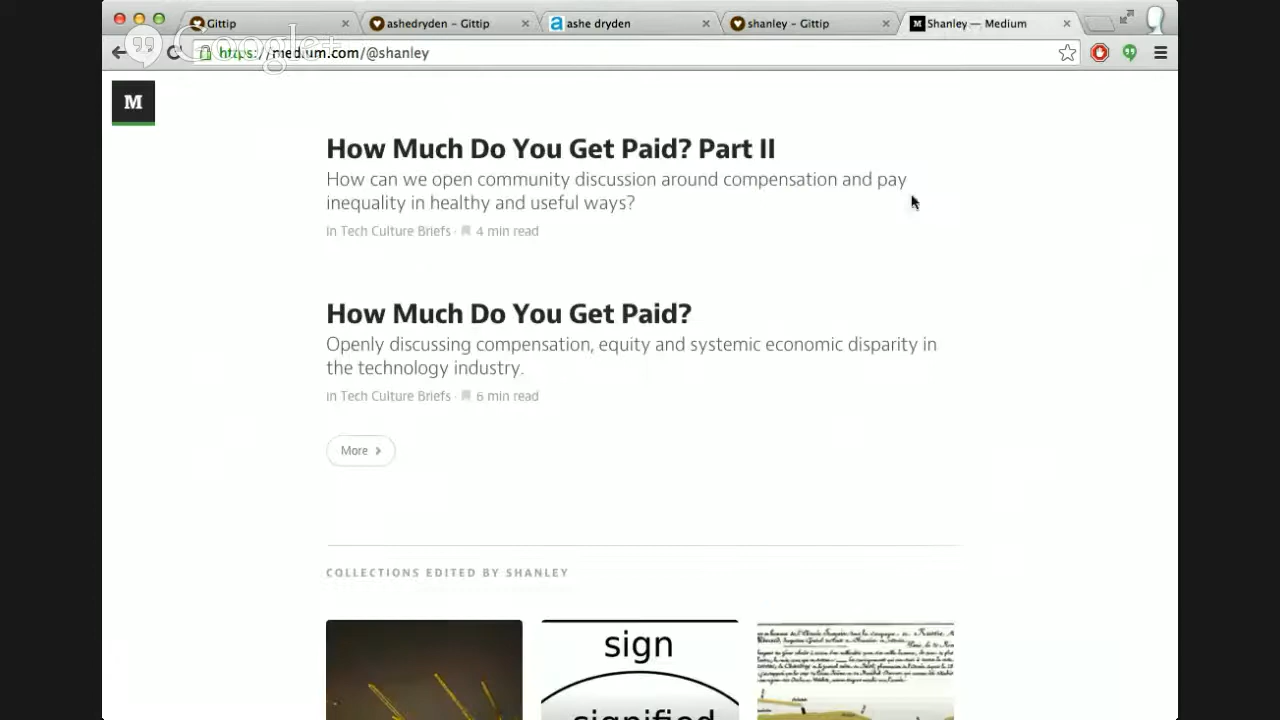 Gittip
ashedryden – Gittip
ashe dryden
shanley – Gittip
Shanley — Medium
Google+
https://medium.com/@shanley
M
How Much Do You Get Paid? Part II
How can we open community discussion around compensation and pay
inequality in healthy and useful ways?
In Tech Culture Briefs · 4 min read
How Much Do You Get Paid?
Openly discussing compensation, equity and systemic economic disparity in
the technology industry.
In Tech Culture Briefs · 6 min read
More
COLLECTIONS EDITED BY SHANLEY
sign
signified